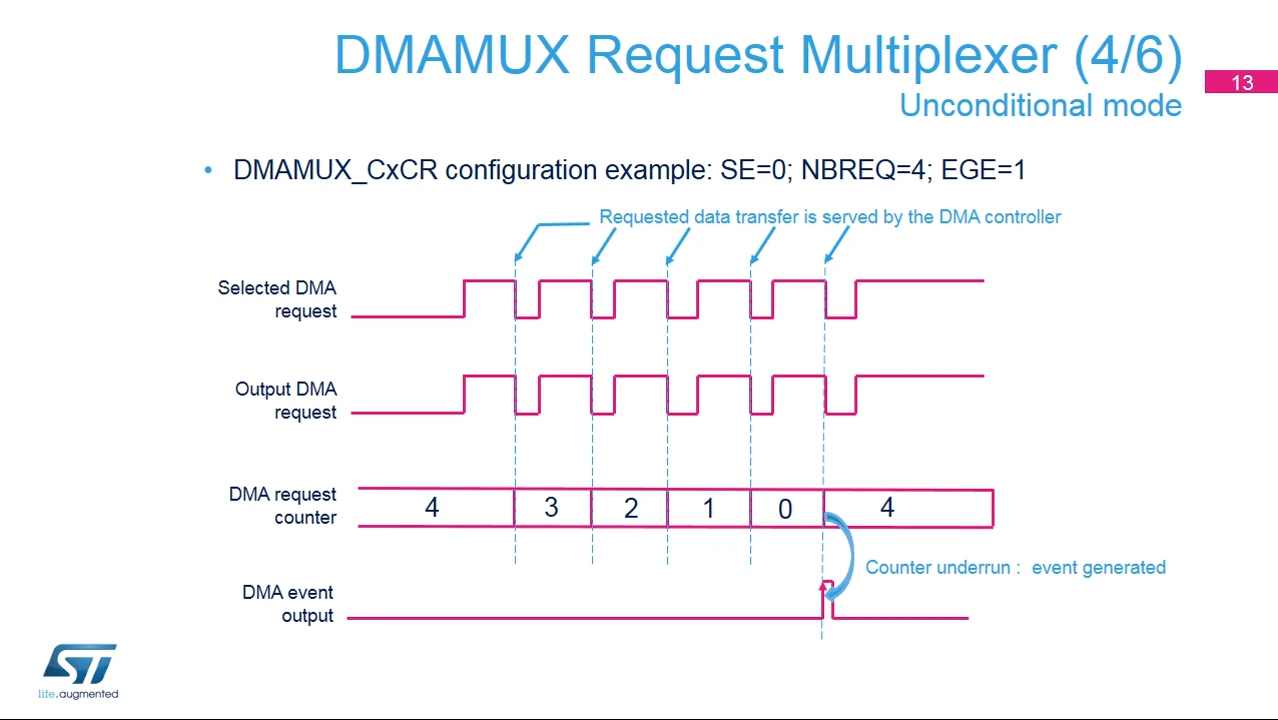 DMAMUX Request Multiplexer (4/6)
13
Unconditional mode
• DMAMUX_CxCR configuration example: SE=0; NBREQ=4; EGE=1
Requested data transfer is served by the DMA controller
Selected DMA
request
Output DMA
request
DMA request
counter
4 3 2 1 0 4
Counter underrun : event generated
DMA event
output
ST
life.augmented